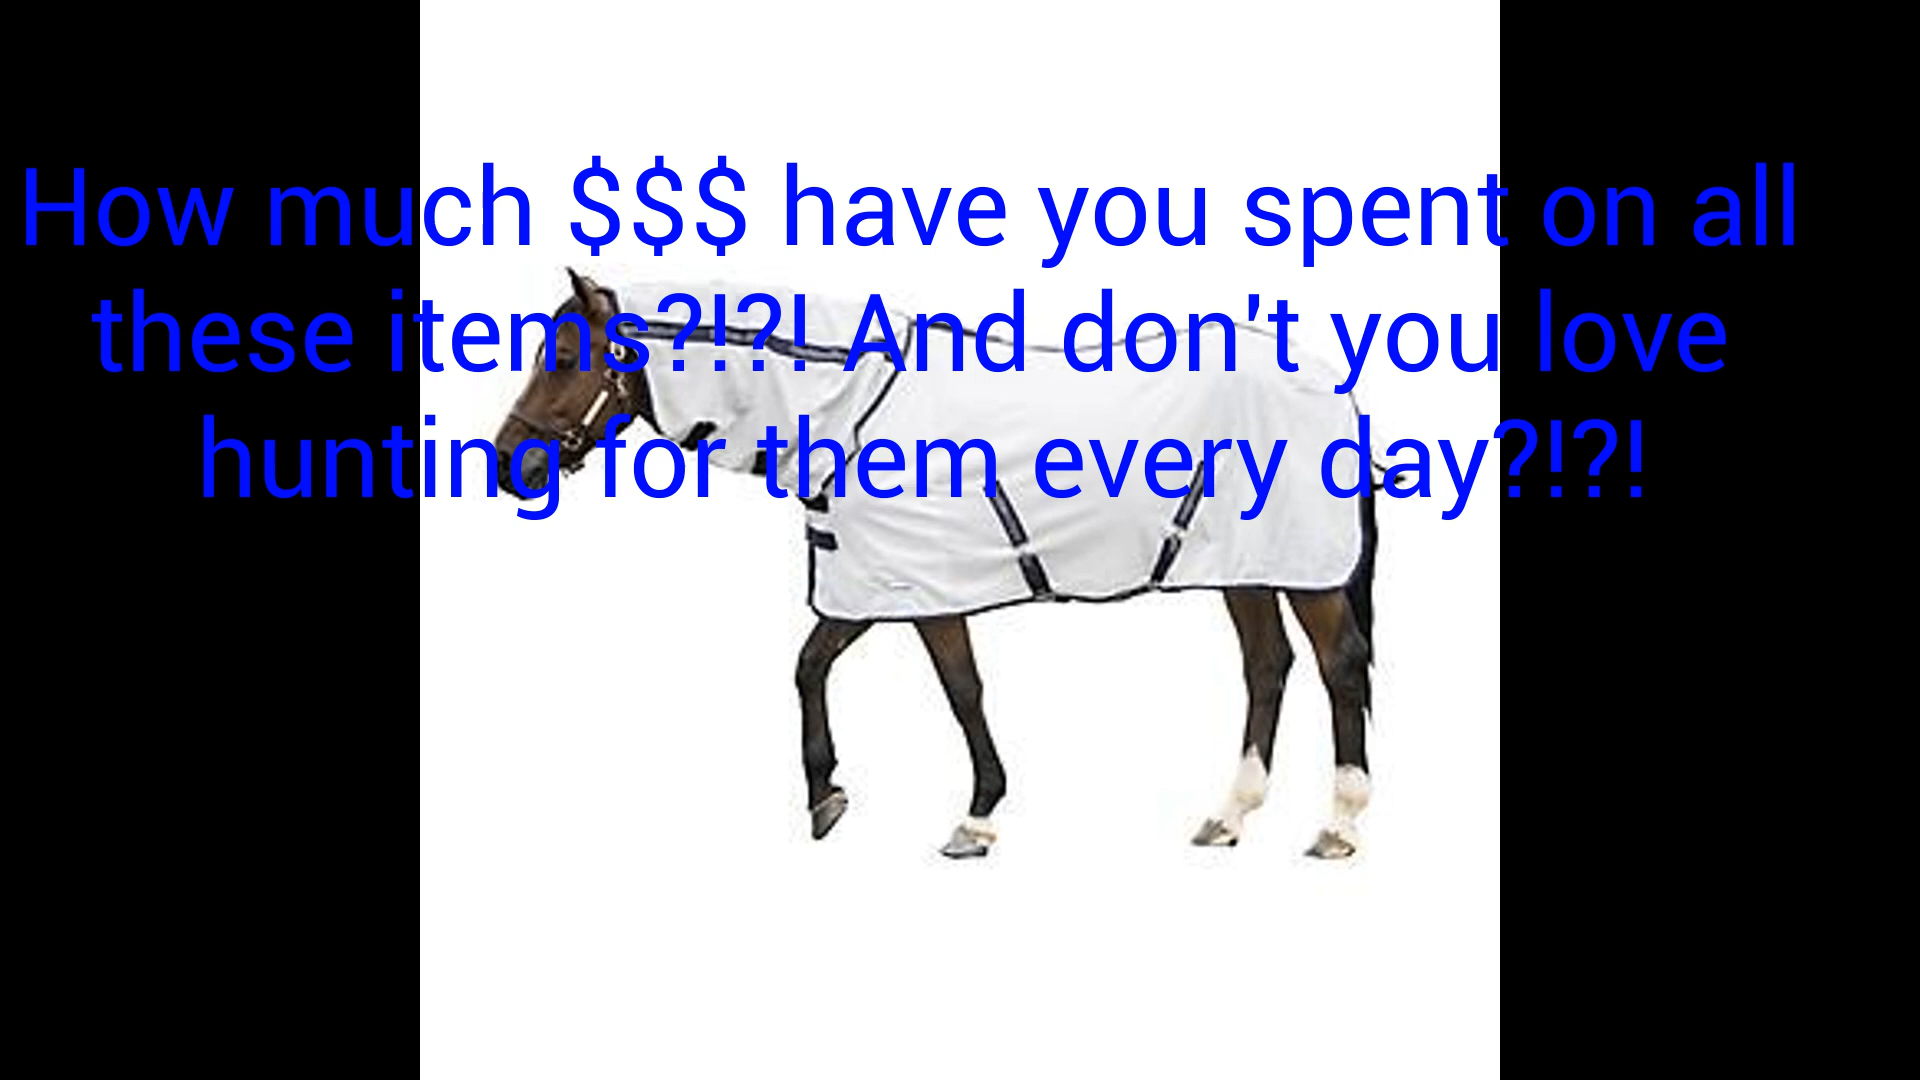 How much $$$ have you spent on all
these items?!?! And don't you love
hunting for them every day?!?!